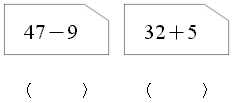 47－9 32＋5
（ ） （ ）